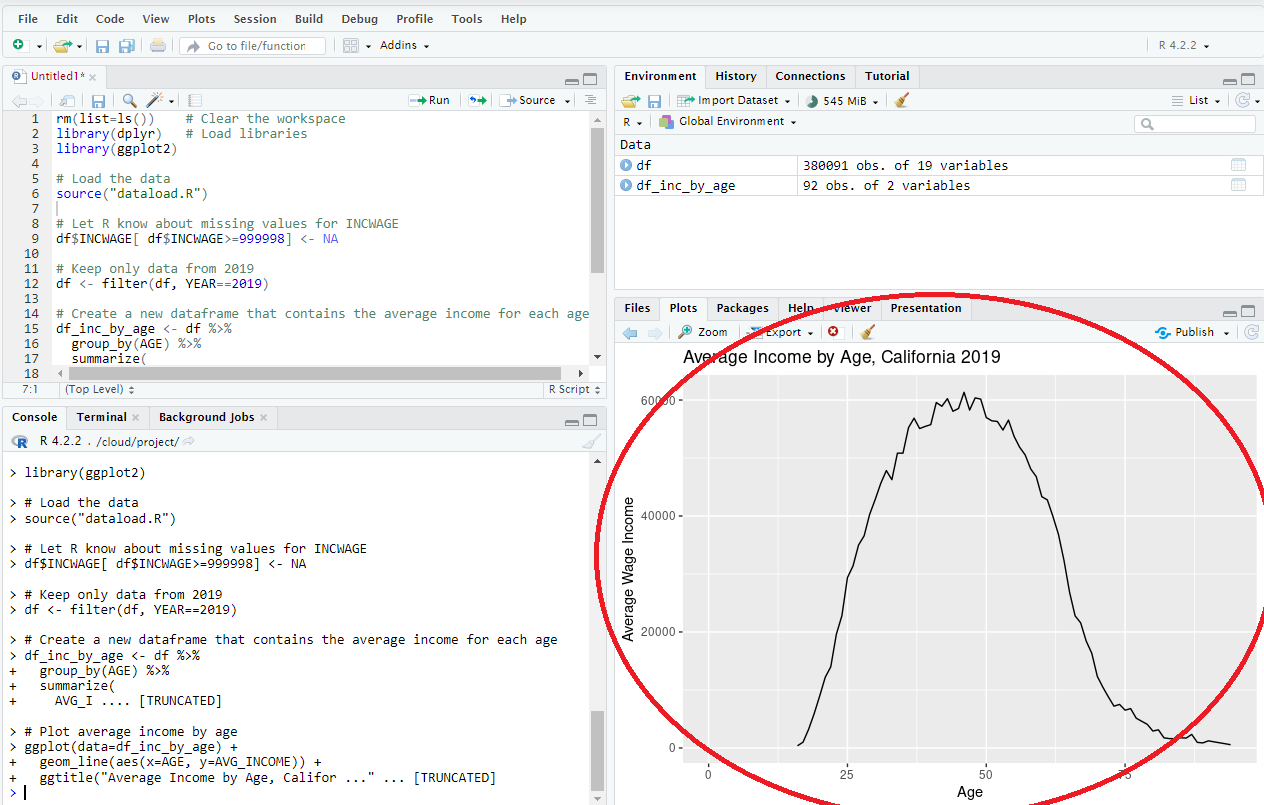 File Edit Code View Plots Session Build Debug Profile Tools Help
Go to file/function Addins R 4.2.2
Untitled1*
Run Source
1 rm(list=ls()) # Clear the workspace
2 library(dplyr) # Load libraries
3 library(ggplot2)
4
5 # Load the data
6 source("dataload.R")
7
8 # Let R know about missing values for INCWAGE
9 df$INCWAGE[ df$INCWAGE>=999998] <- NA
10
11 # Keep only data from 2019
12 df <- filter(df, YEAR==2019)
13
14 # Create a new dataframe that contains the average income for each age
15 df_inc_by_age <- df %>%
16 group_by(AGE) %>%
17 summarize(
18
7:1 (Top Level) R Script
Console Terminal Background Jobs
R 4.2.2 . /cloud/project/
> library(ggplot2)
> # Load the data
> source("dataload.R")
> # Let R know about missing values for INCWAGE
> df$INCWAGE[ df$INCWAGE>=999998] <- NA
> # Keep only data from 2019
> df <- filter(df, YEAR==2019)
> # Create a new dataframe that contains the average income for each age
> df_inc_by_age <- df %>%
+ group_by(AGE) %>%
+ summarize(
+ AVG_I .... [TRUNCATED]
> # Plot average income by age
> ggplot(data=df_inc_by_age) +
+ geom_line(aes(x=AGE, y=AVG_INCOME)) +
+ ggtitle("Average Income by Age, Califor ..." ... [TRUNCATED]
>
Environment History Connections Tutorial
Import Dataset 545 MiB List
R Global Environment
Data
df 380091 obs. of 19 variables
df_inc_by_age 92 obs. of 2 variables
Files Plots Packages Help Viewer Presentation
Zoom Export Publish
Average Income by Age, California 2019
60000
40000
20000
0
Average Wage Income
0 25 50 75
Age